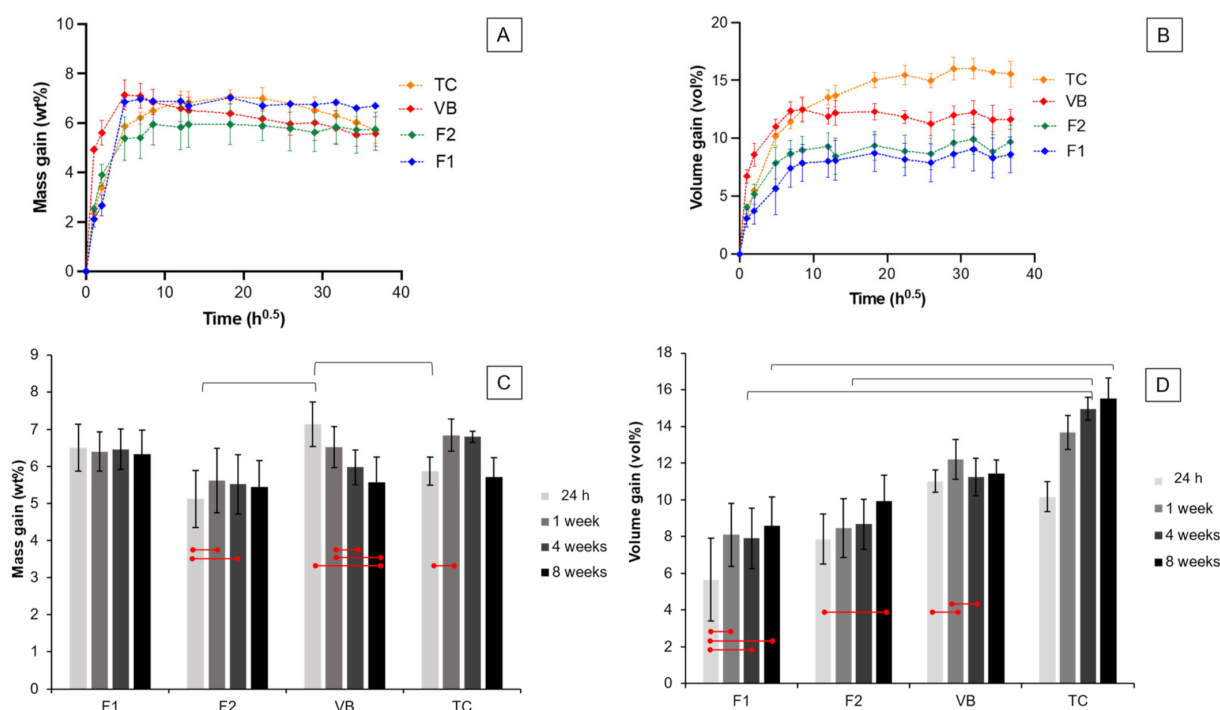 A
Mass gain (wt%)
10
8
6
4
2
0
0 10 20 30 40
Time (h0.5)
TC
VB
F2
F1
B
Volume gain (vol%)
20
15
10
5
0
0 10 20 30 40
Time (h0.5)
TC
VB
F2
F1
C
Mass gain (wt%)
9
8
7
6
5
4
3
2
1
0
F1 F2 VB TC
24 h
1 week
4 weeks
8 weeks
D
Volume gain (vol%)
18
16
14
12
10
8
6
4
2
0
F1 F2 VB TC
24 h
1 week
4 weeks
8 weeks